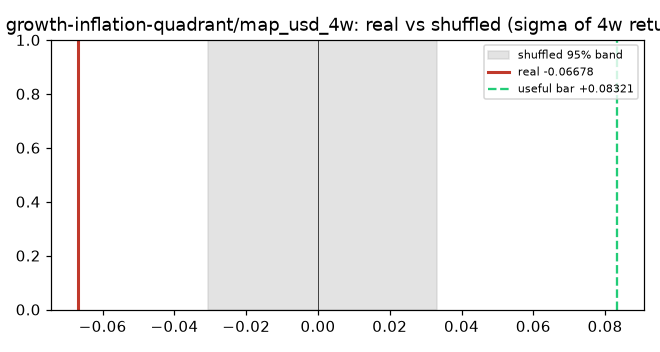 growth-inflation-quadrant/map_usd_4w: real vs shuffled (sigma of 4w retu
shuffled 95% band
real -0.06678
useful bar +0.08321
1.0
0.8
0.6
0.4
0.2
0.0
−0.06 −0.04 −0.02 0.00 0.02 0.04 0.06 0.08